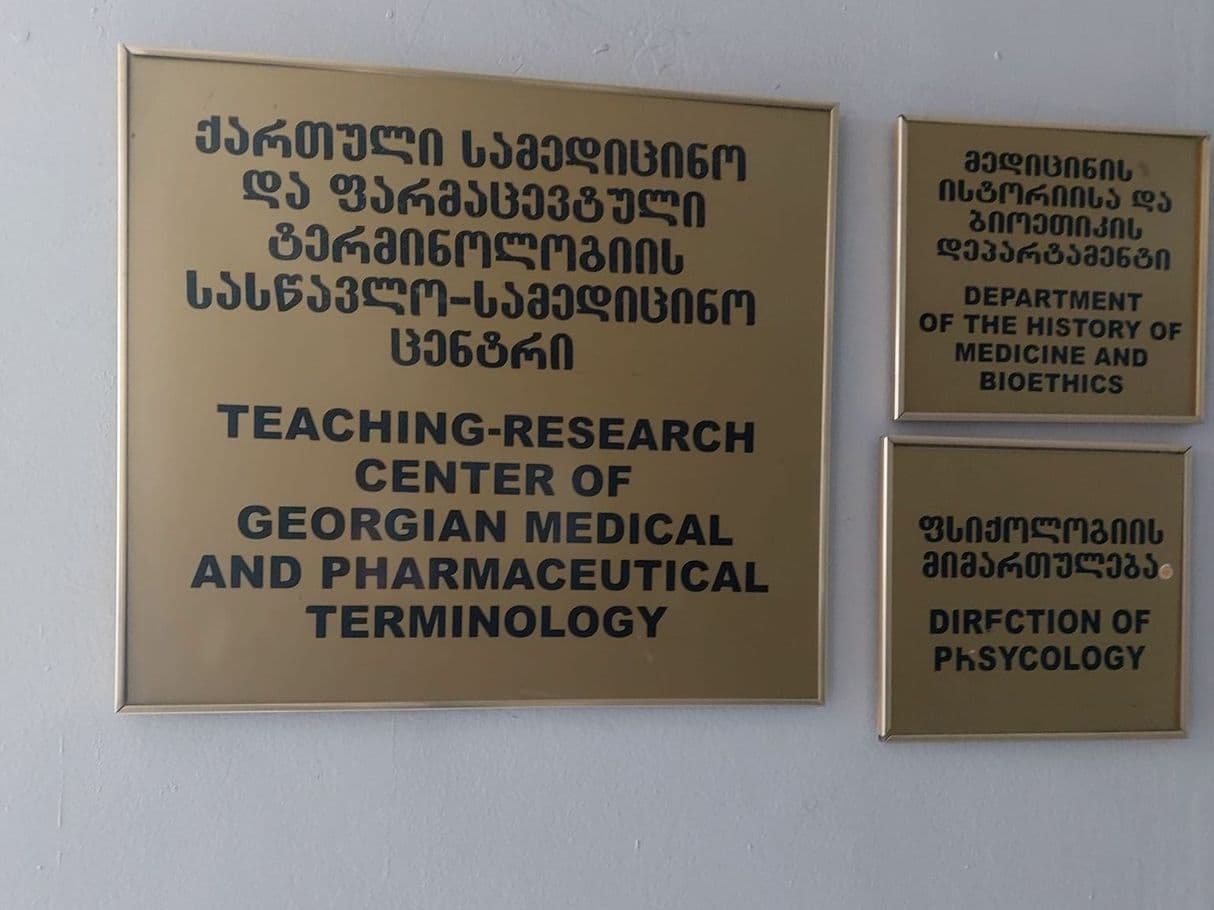 ქართული სამედიცინო
და ფარმაცევტული
ტერმინოლოგიის
სასწავლო-სამედიცინო
ცენტრი
TEACHING-RESEARCH
CENTER OF
GEORGIAN MEDICAL
AND PHARMACEUTICAL
TERMINOLOGY
მედიცინის
ისტორიისა და
ბიოეთიკის
დეპარტამენტი
DEPARTMENT
OF THE HISTORY OF
MEDICINE AND
BIOETHICS
ფსიქოლოგიის
მიმართულება
DIRECTION OF
PHSYCOLOGY